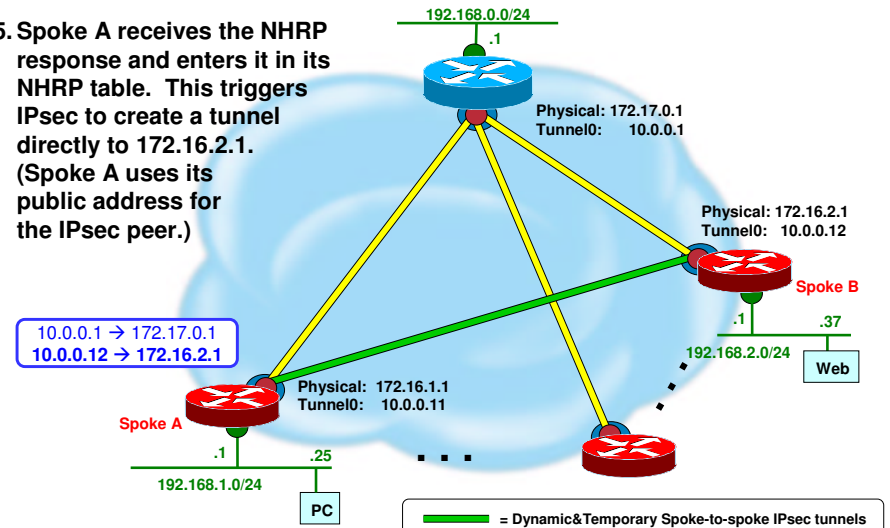 5. Spoke A receives the NHRP
response and enters it in its
NHRP table. This triggers
IPsec to create a tunnel
directly to 172.16.2.1.
(Spoke A uses its
public address for
the IPsec peer.)
192.168.0.0/24
.1
Physical: 172.17.0.1
Tunnel0: 10.0.0.1
Physical: 172.16.2.1
Tunnel0: 10.0.0.12
Spoke B
.1
.37
192.168.2.0/24
Web
10.0.0.1 → 172.17.0.1
10.0.0.12 → 172.16.2.1
Physical: 172.16.1.1
Tunnel0: 10.0.0.11
Spoke A
.1
.25
192.168.1.0/24
PC
. . .
. . .
= Dynamic&Temporary Spoke-to-spoke IPsec tunnels